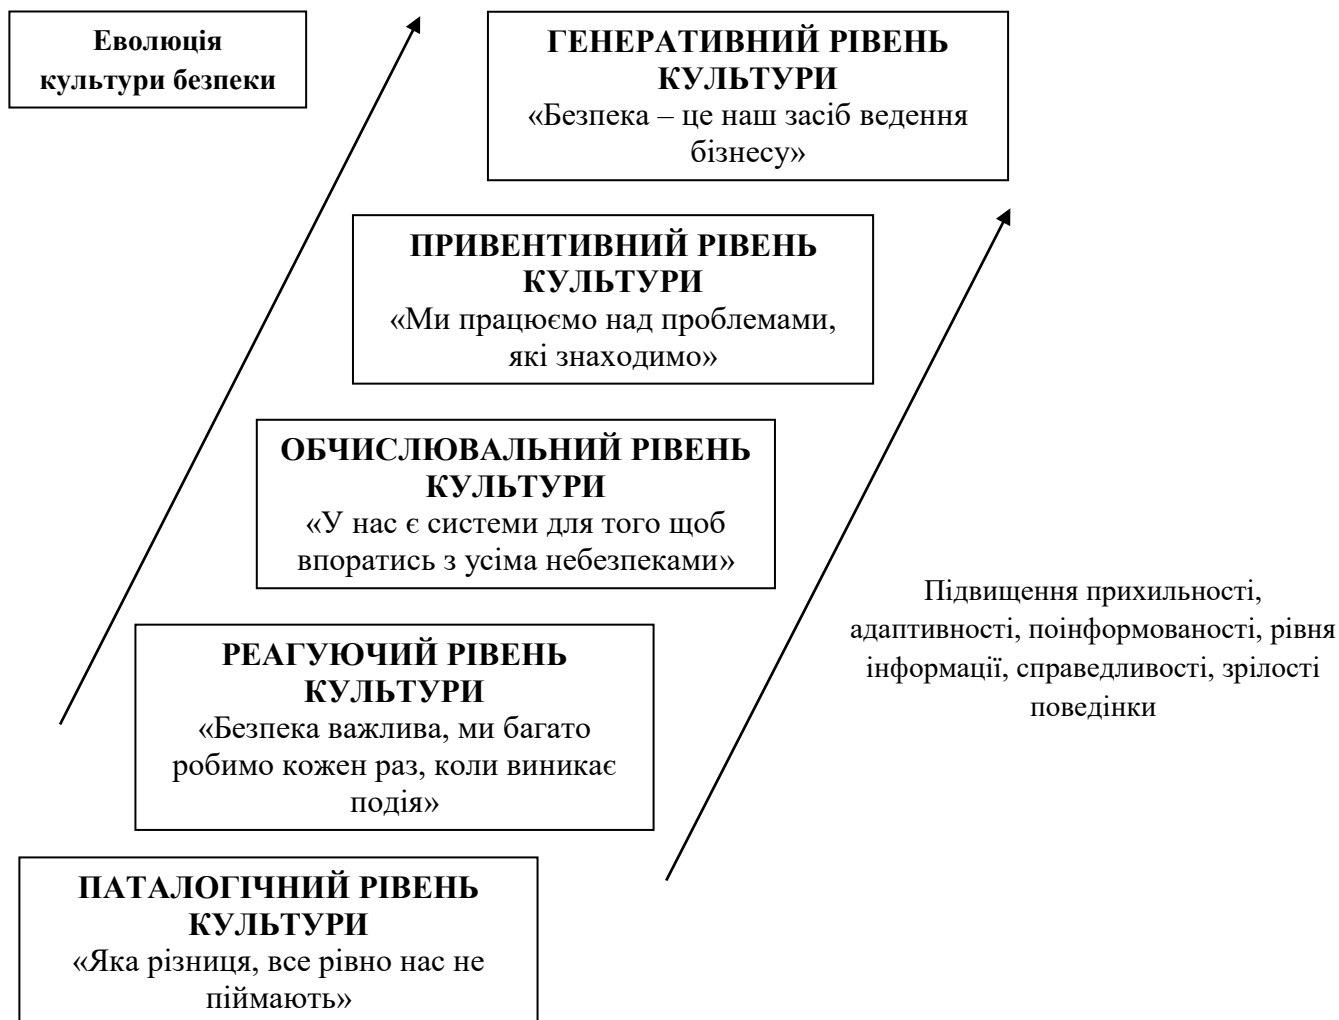 Еволюція
культури безпеки
ГЕНЕРАТИВНИЙ РІВЕНЬ
КУЛЬТУРИ
«Безпека – це наш засіб ведення
бізнесу»
ПРИВЕНТИВНИЙ РІВЕНЬ
КУЛЬТУРИ
«Ми працюємо над проблемами,
які знаходимо»
ОБЧИСЛЮВАЛЬНИЙ РІВЕНЬ
КУЛЬТУРИ
«У нас є системи для того щоб
впоратись з усіма небезпеками»
Підвищення прихильності,
адаптивності, поінформованості, рівня
інформації, справедливості, зрілості
поведінки
РЕАГУЮЧИЙ РІВЕНЬ
КУЛЬТУРИ
«Безпека важлива, ми багато
робимо кожен раз, коли виникає
подія»
ПАТАЛОГІЧНИЙ РІВЕНЬ
КУЛЬТУРИ
«Яка різниця, все рівно нас не
піймають»